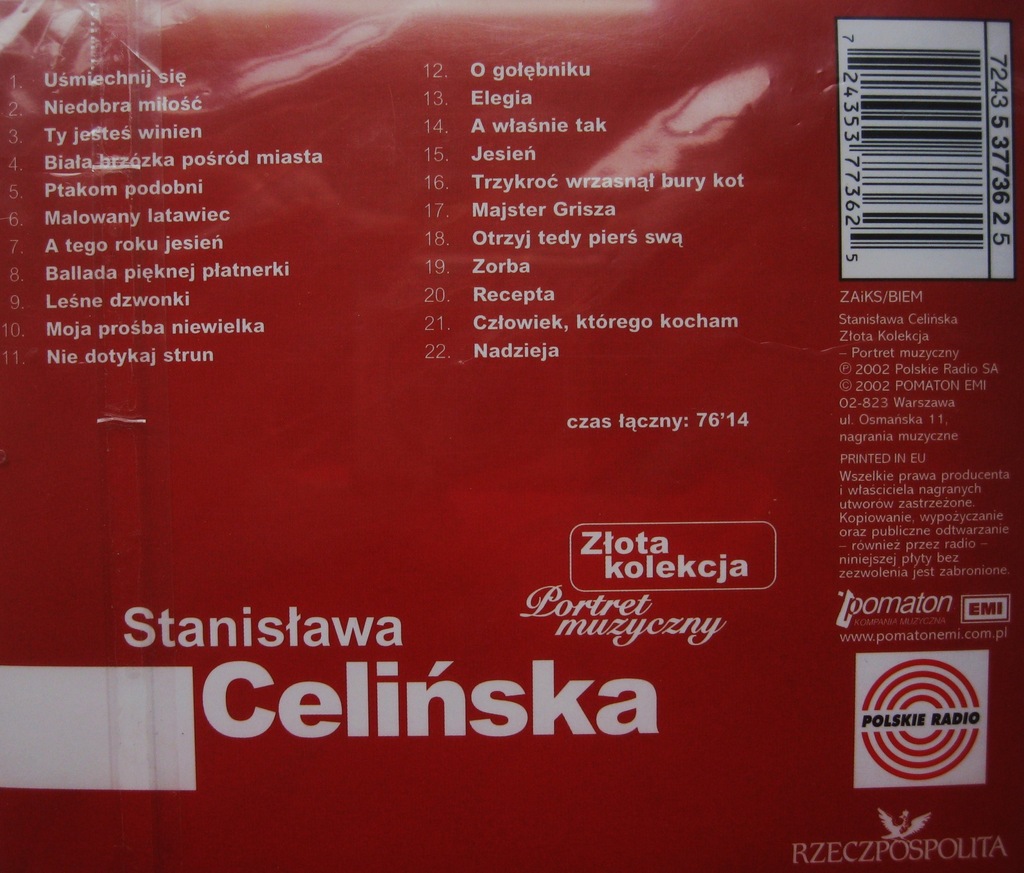 1. Uśmiechnij się
2. Niedobra miłość
3. Ty jesteś winien
4. Biała brzózka pośród miasta
5. Ptakom podobni
6. Malowany latawiec
7. A tego roku jesień
8. Ballada pięknej płatnerki
9. Leśne dzwonki
10. Moja prośba niewielka
11. Nie dotykaj strun
12. O gołębniku
13. Elegia
14. A właśnie tak
15. Jesień
16. Trzykroć wrzasnął bury kot
17. Majster Grisza
18. Otrzyj tedy pierś swą
19. Zorba
20. Recepta
21. Człowiek, którego kocham
22. Nadzieja
czas łączny: 76'14
Złota
kolekcja
Portret
muzyczny
Stanisława
Celińska
7243 5 37736 2 5
7 24353 77362 5
ZAiKS/BIEM
Stanisława Celińska
Złota Kolekcja
– Portret muzyczny
℗ 2002 Polskie Radio SA
© 2002 POMATON EMI
02-823 Warszawa
ul. Osmańska 11,
nagrania muzyczne
PRINTED IN EU
Wszelkie prawa producenta
i właściciela nagranych
utworów zastrzeżone.
Kopiowanie, wypożyczanie
oraz publiczne odtwarzanie
– również przez radio –
niniejszej płyty bez
zezwolenia jest zabronione.
pomaton EMI
KOMPANIA MUZYCZNA
www.pomatonemi.com.pl
POLSKIE RADIO
RZECZPOSPOLITA